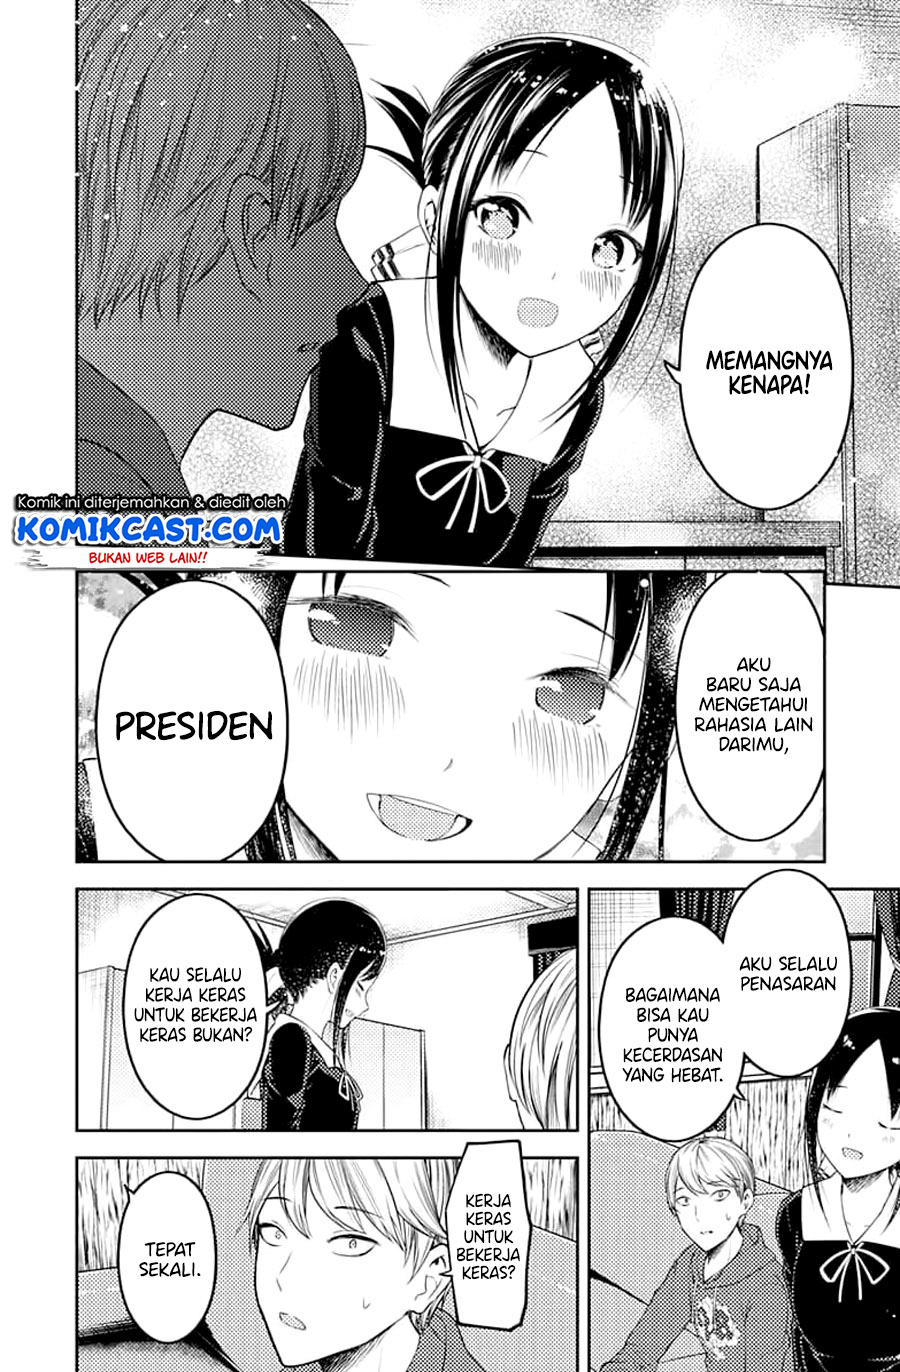 MEMANGNYA
KENAPA!
Komik ini diterjemahkan & diedit oleh
KOMIKCAST.COM
BUKAN WEB LAIN!!
AKU
BARU SAJA
MENGETAHUI
RAHASIA LAIN
DARIMU,
PRESIDEN
AKU SELALU
PENASARAN
BAGAIMANA
BISA KAU
PUNYA
KECERDASAN
YANG HEBAT.
KAU SELALU
KERJA KERAS
UNTUK BEKERJA
KERAS BUKAN?
KERJA
KERAS
UNTUK
BEKERJA
KERAS?
TEPAT
SEKALI.